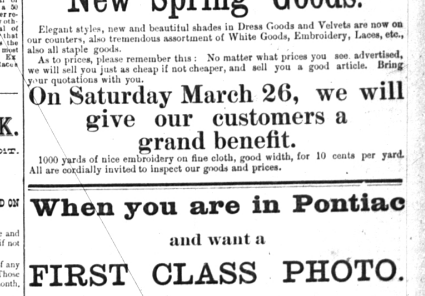 New Spring Goods.
Elegant styles, new and beautiful shades in Dress Goods and Velvets are now on
our counters, also tremendous assortment of White Goods, Embroidery, Laces, etc.,
also all staple goods.
As to prices, please remember this: No matter what prices you see advertised,
we will sell you just as cheap if not cheaper, and sell you a good article. Bring
your quotations with you.
On Saturday March 26, we will
give our customers a
grand benefit.
1000 yards of nice embroidery on fine cloth, good width, for 10 cents per yard.
All are cordially invited to inspect our goods and prices.
When you are in Pontiac
and want a
FIRST CLASS PHOTO.